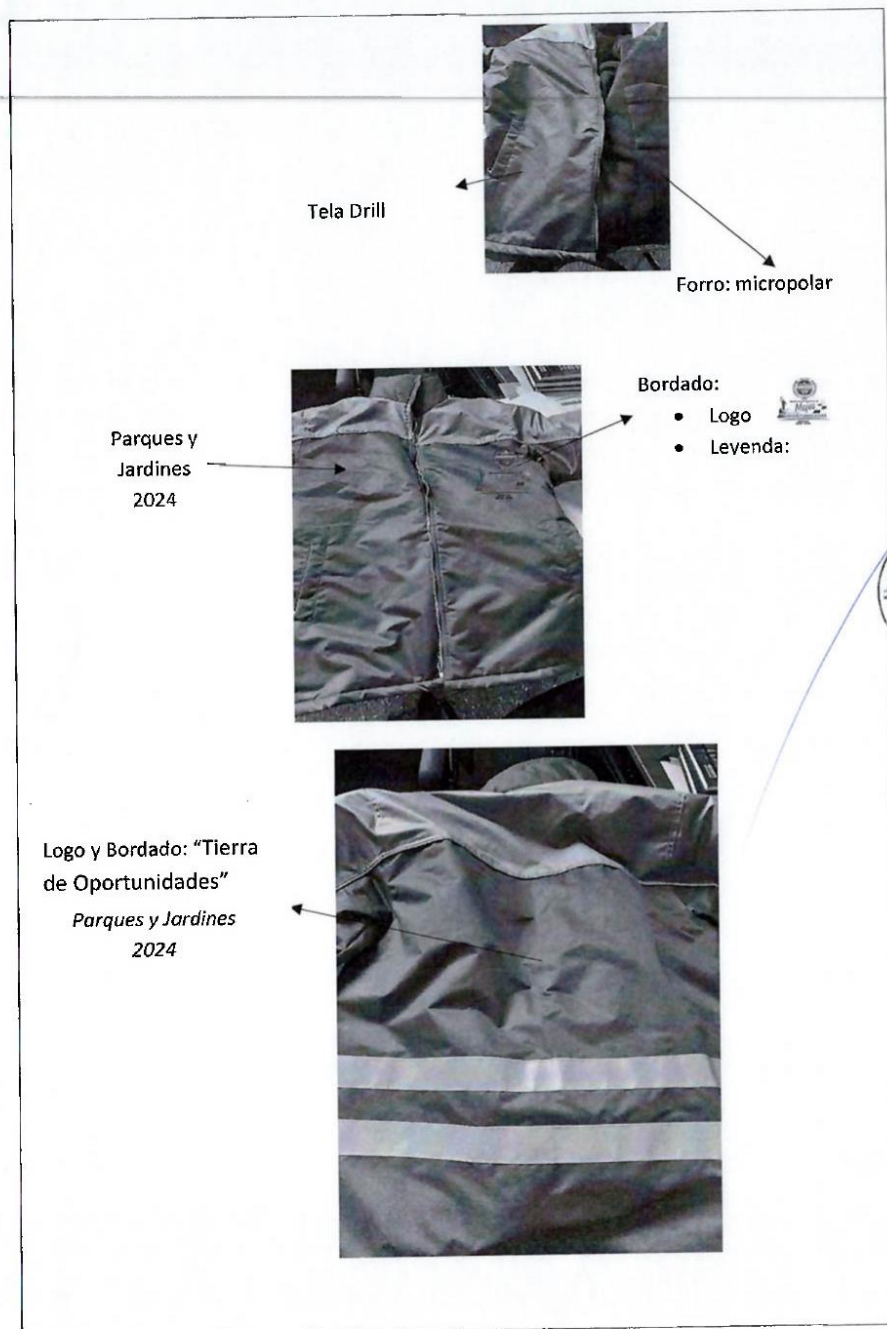 Tela Drill
Forro: micropolar
Bordado:
• Logo
• Leyenda:
Parques y
Jardines
2024
Logo y Bordado: “Tierra
de Oportunidades”
Parques y Jardines
2024